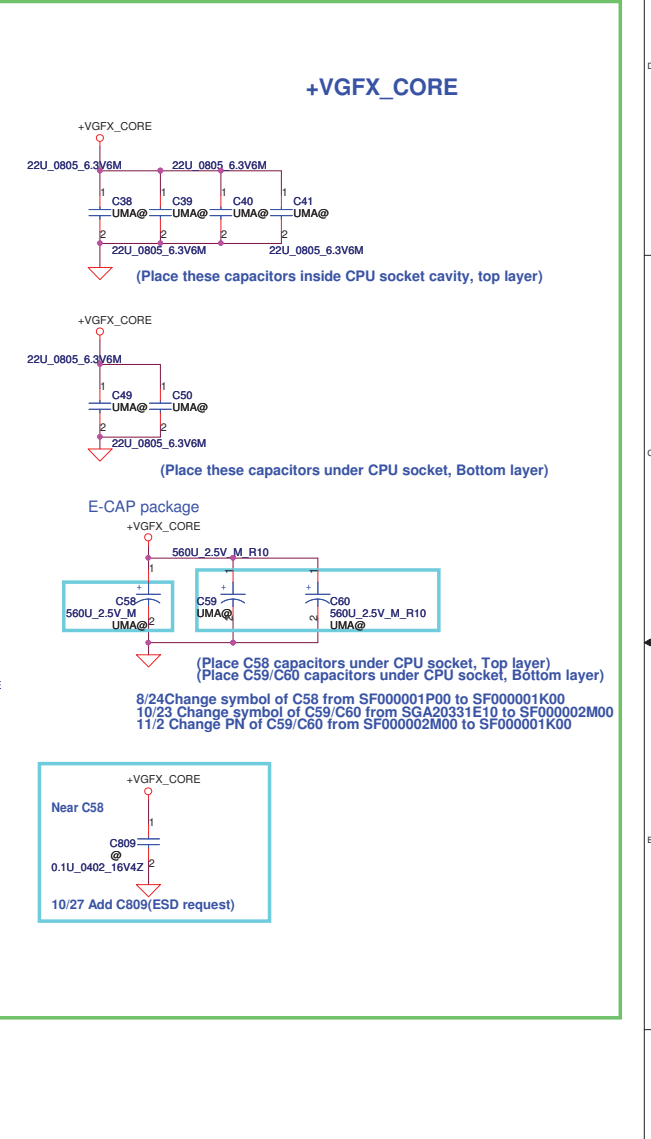 +VGFX_CORE
D
+VGFX_CORE
22U_0805_6.3V6M 22U_0805_6.3V6M
1 1 1 1
C38 C39 C40 C41
UMA@ UMA@ UMA@ UMA@
2 2 2 2
22U_0805_6.3V6M 22U_0805_6.3V6M
(Place these capacitors inside CPU socket cavity, top layer)
+VGFX_CORE
22U_0805_6.3V6M
1 1
C49 C50
UMA@ UMA@
2 2
22U_0805_6.3V6M
C
(Place these capacitors under CPU socket, Bottom layer)
E-CAP package
+VGFX_CORE
560U_2.5V_M_R10
1 1 1
+ + +
C58 C59 C60
560U_2.5V_M UMA@ 560U_2.5V_M_R10
UMA@ 2 2 2 UMA@
(Place C58 capacitors under CPU socket, Top layer)
(Place C59/C60 capacitors under CPU socket, Bottom layer)
8/24Change symbol of C58 from SF000001P00 to SF000001K00
10/23 Change symbol of C59/C60 from SGA20331E10 to SF000002M00
11/2 Change PN of C59/C60 from SF000002M00 to SF000001K00
+VGFX_CORE
Near C58
1
C809
@
0.1U_0402_16V4Z 2
B
10/27 Add C809(ESD request)